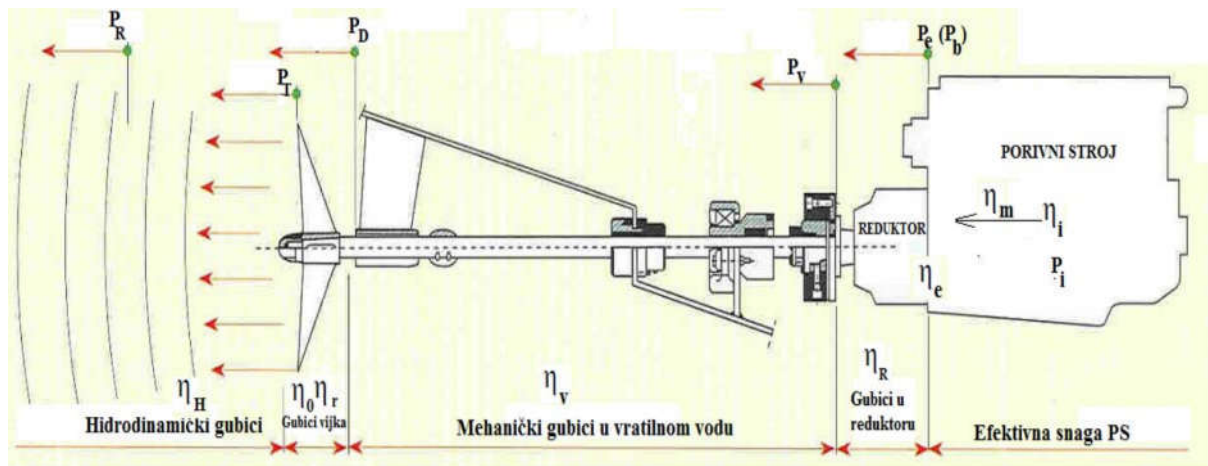 P_R
P_D
P_e (P_b)
P_T
P_v
PORIVNI STROJ
REDUKTOR
η_m
η_i
P_i
η_e
η_H
η_0 η_r
η_v
η_R
Gubici vijka
Gubici u
reduktoru
Hidrodinamički gubici
Mehanički gubici u vratilnom vodu
Efektivna snaga PS